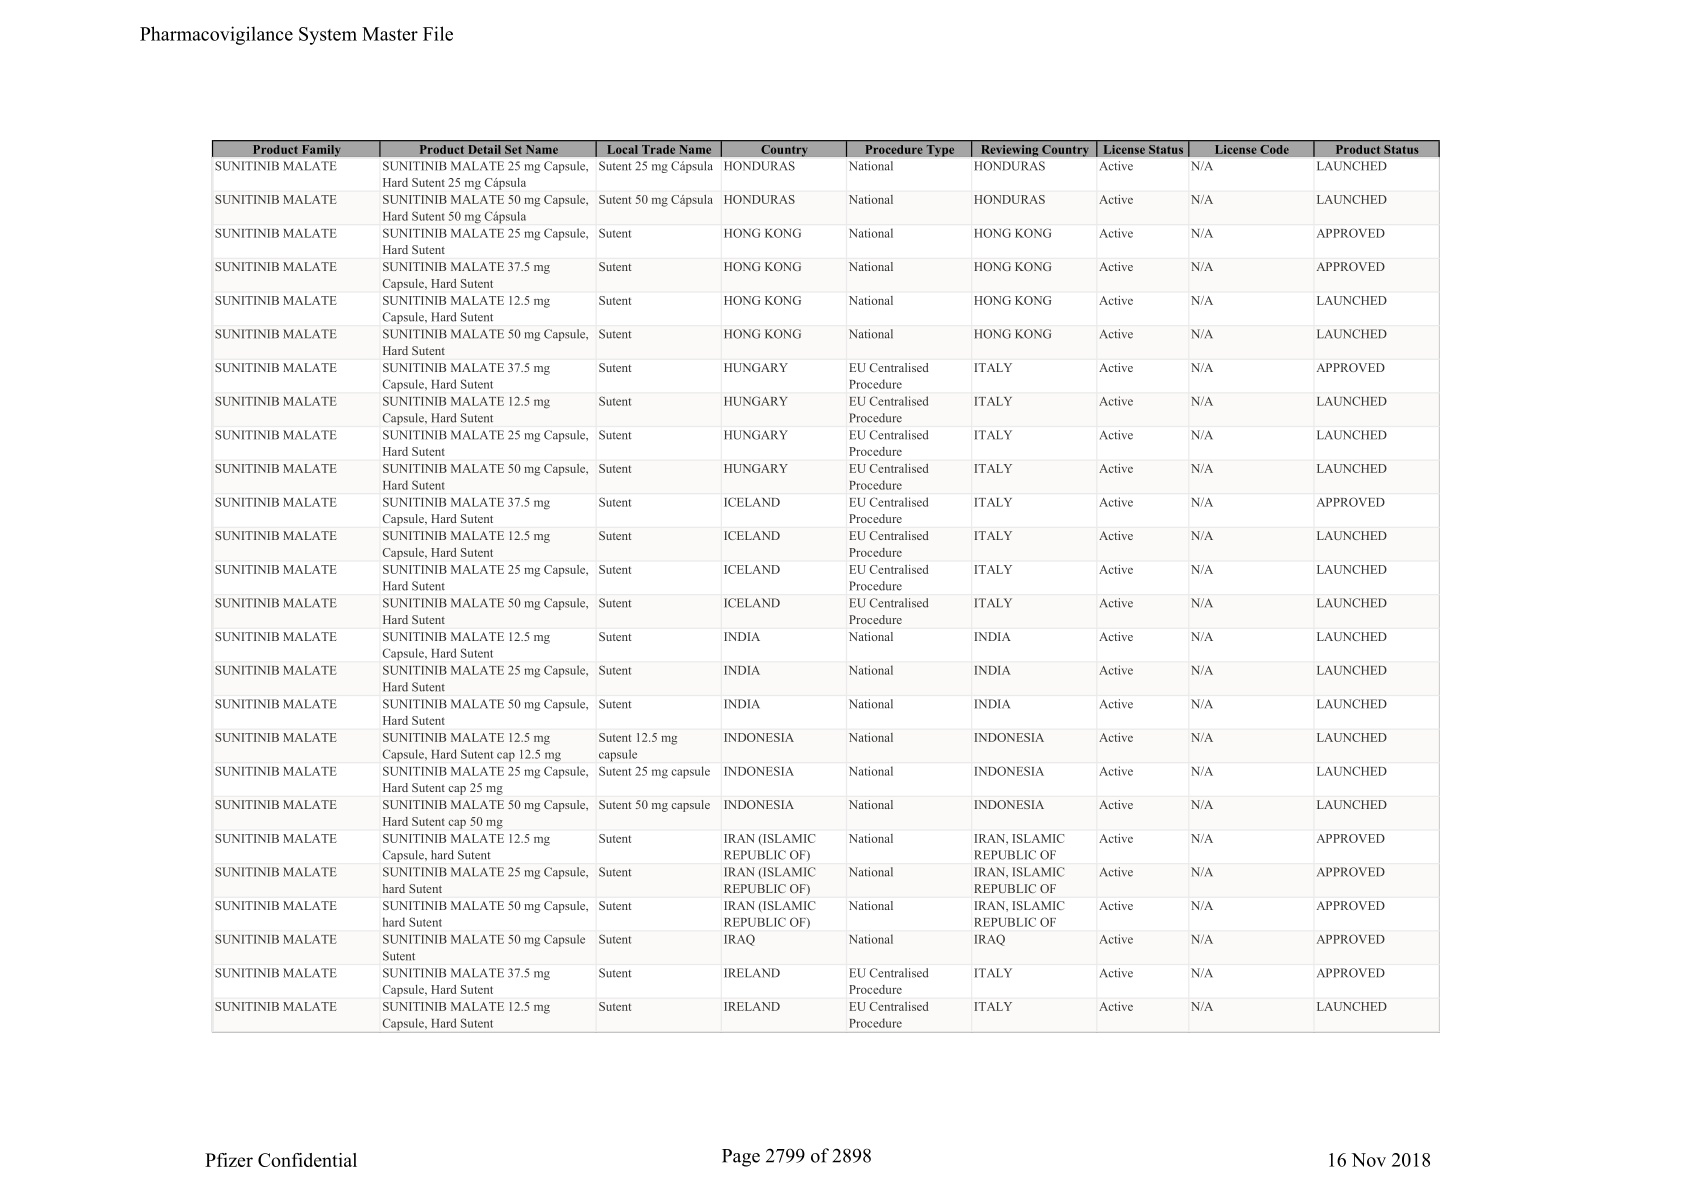 Pharmacovigilance System Master File
Product Family Product Detail Set Name Local Trade Name Country Procedure Type Reviewing Country License Status License Code Product Status
SUNITINIB MALATE SUNITINIB MALATE 25 mg Capsule, Sutent 25 mg Cápsula HONDURAS National HONDURAS Active N/A LAUNCHED
Hard Sutent 25 mg Cápsula
SUNITINIB MALATE SUNITINIB MALATE 50 mg Capsule, Sutent 50 mg Cápsula HONDURAS National HONDURAS Active N/A LAUNCHED
Hard Sutent 50 mg Cápsula
SUNITINIB MALATE SUNITINIB MALATE 25 mg Capsule, Sutent HONG KONG National HONG KONG Active N/A APPROVED
Hard Sutent
SUNITINIB MALATE SUNITINIB MALATE 37.5 mg Sutent HONG KONG National HONG KONG Active N/A APPROVED
Capsule, Hard Sutent
SUNITINIB MALATE SUNITINIB MALATE 12.5 mg Sutent HONG KONG National HONG KONG Active N/A LAUNCHED
Capsule, Hard Sutent
SUNITINIB MALATE SUNITINIB MALATE 50 mg Capsule, Sutent HONG KONG National HONG KONG Active N/A LAUNCHED
Hard Sutent
SUNITINIB MALATE SUNITINIB MALATE 37.5 mg Sutent HUNGARY EU Centralised ITALY Active N/A APPROVED
Capsule, Hard Sutent Procedure
SUNITINIB MALATE SUNITINIB MALATE 12.5 mg Sutent HUNGARY EU Centralised ITALY Active N/A LAUNCHED
Capsule, Hard Sutent Procedure
SUNITINIB MALATE SUNITINIB MALATE 25 mg Capsule, Sutent HUNGARY EU Centralised ITALY Active N/A LAUNCHED
Hard Sutent Procedure
SUNITINIB MALATE SUNITINIB MALATE 50 mg Capsule, Sutent HUNGARY EU Centralised ITALY Active N/A LAUNCHED
Hard Sutent Procedure
SUNITINIB MALATE SUNITINIB MALATE 37.5 mg Sutent ICELAND EU Centralised ITALY Active N/A APPROVED
Capsule, Hard Sutent Procedure
SUNITINIB MALATE SUNITINIB MALATE 12.5 mg Sutent ICELAND EU Centralised ITALY Active N/A LAUNCHED
Capsule, Hard Sutent Procedure
SUNITINIB MALATE SUNITINIB MALATE 25 mg Capsule, Sutent ICELAND EU Centralised ITALY Active N/A LAUNCHED
Hard Sutent Procedure
SUNITINIB MALATE SUNITINIB MALATE 50 mg Capsule, Sutent ICELAND EU Centralised ITALY Active N/A LAUNCHED
Hard Sutent Procedure
SUNITINIB MALATE SUNITINIB MALATE 12.5 mg Sutent INDIA National INDIA Active N/A LAUNCHED
Capsule, Hard Sutent
SUNITINIB MALATE SUNITINIB MALATE 25 mg Capsule, Sutent INDIA National INDIA Active N/A LAUNCHED
Hard Sutent
SUNITINIB MALATE SUNITINIB MALATE 50 mg Capsule, Sutent INDIA National INDIA Active N/A LAUNCHED
Hard Sutent
SUNITINIB MALATE SUNITINIB MALATE 12.5 mg Sutent 12.5 mg INDONESIA National INDONESIA Active N/A LAUNCHED
Capsule, Hard Sutent cap 12.5 mg capsule
SUNITINIB MALATE SUNITINIB MALATE 25 mg Capsule, Sutent 25 mg capsule INDONESIA National INDONESIA Active N/A LAUNCHED
Hard Sutent cap 25 mg
SUNITINIB MALATE SUNITINIB MALATE 50 mg Capsule, Sutent 50 mg capsule INDONESIA National INDONESIA Active N/A LAUNCHED
Hard Sutent cap 50 mg
SUNITINIB MALATE SUNITINIB MALATE 12.5 mg Sutent IRAN (ISLAMIC National IRAN, ISLAMIC Active N/A APPROVED
Capsule, hard Sutent REPUBLIC OF) REPUBLIC OF
SUNITINIB MALATE SUNITINIB MALATE 25 mg Capsule, Sutent IRAN (ISLAMIC National IRAN, ISLAMIC Active N/A APPROVED
hard Sutent REPUBLIC OF) REPUBLIC OF
SUNITINIB MALATE SUNITINIB MALATE 50 mg Capsule, Sutent IRAN (ISLAMIC National IRAN, ISLAMIC Active N/A APPROVED
hard Sutent REPUBLIC OF) REPUBLIC OF
SUNITINIB MALATE SUNITINIB MALATE 50 mg Capsule Sutent IRAQ National IRAQ Active N/A APPROVED
Sutent
SUNITINIB MALATE SUNITINIB MALATE 37.5 mg Sutent IRELAND EU Centralised ITALY Active N/A APPROVED
Capsule, Hard Sutent Procedure
SUNITINIB MALATE SUNITINIB MALATE 12.5 mg Sutent IRELAND EU Centralised ITALY Active N/A LAUNCHED
Capsule, Hard Sutent Procedure
Pfizer Confidential Page 2799 of 2898 16 Nov 2018